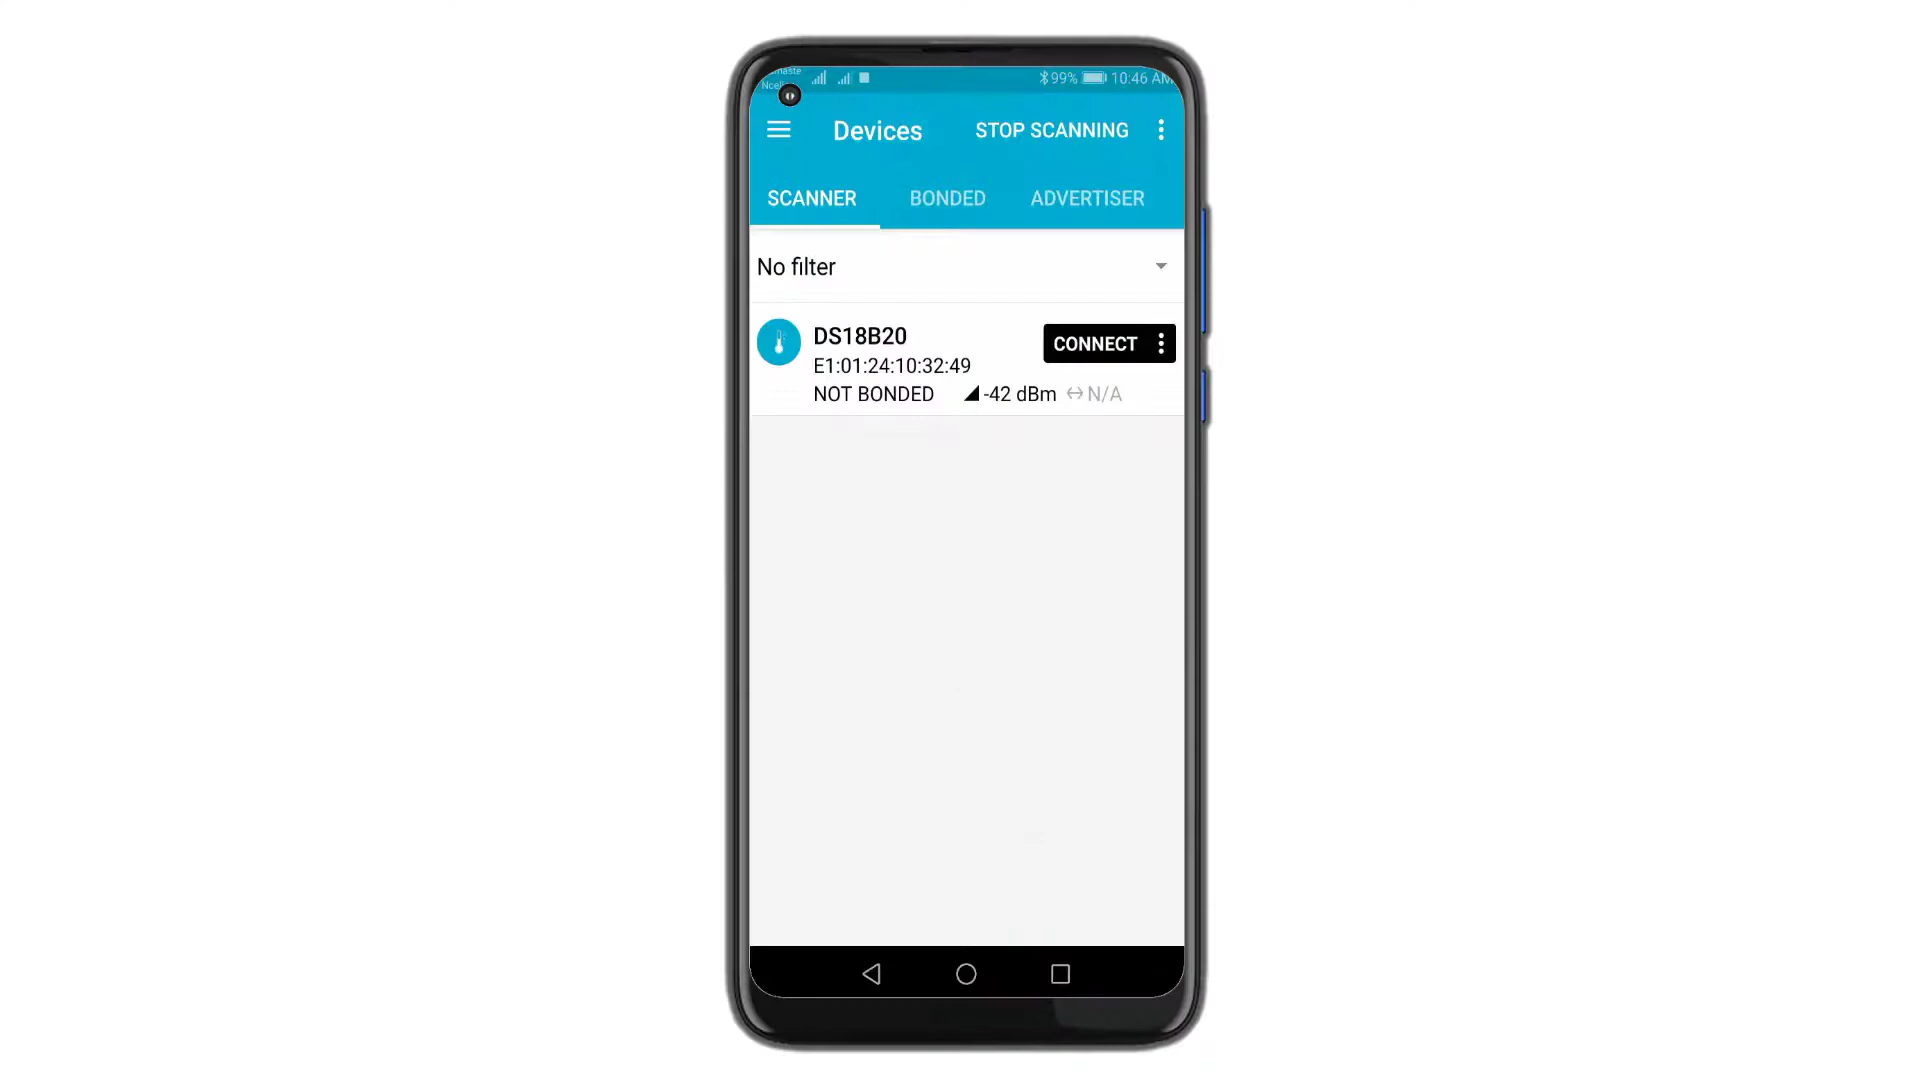 99% 10:46 AM
Devices STOP SCANNING
SCANNER BONDED ADVERTISER
No filter
DS18B20 CONNECT
E1:01:24:10:32:49
NOT BONDED -42 dBm N/A